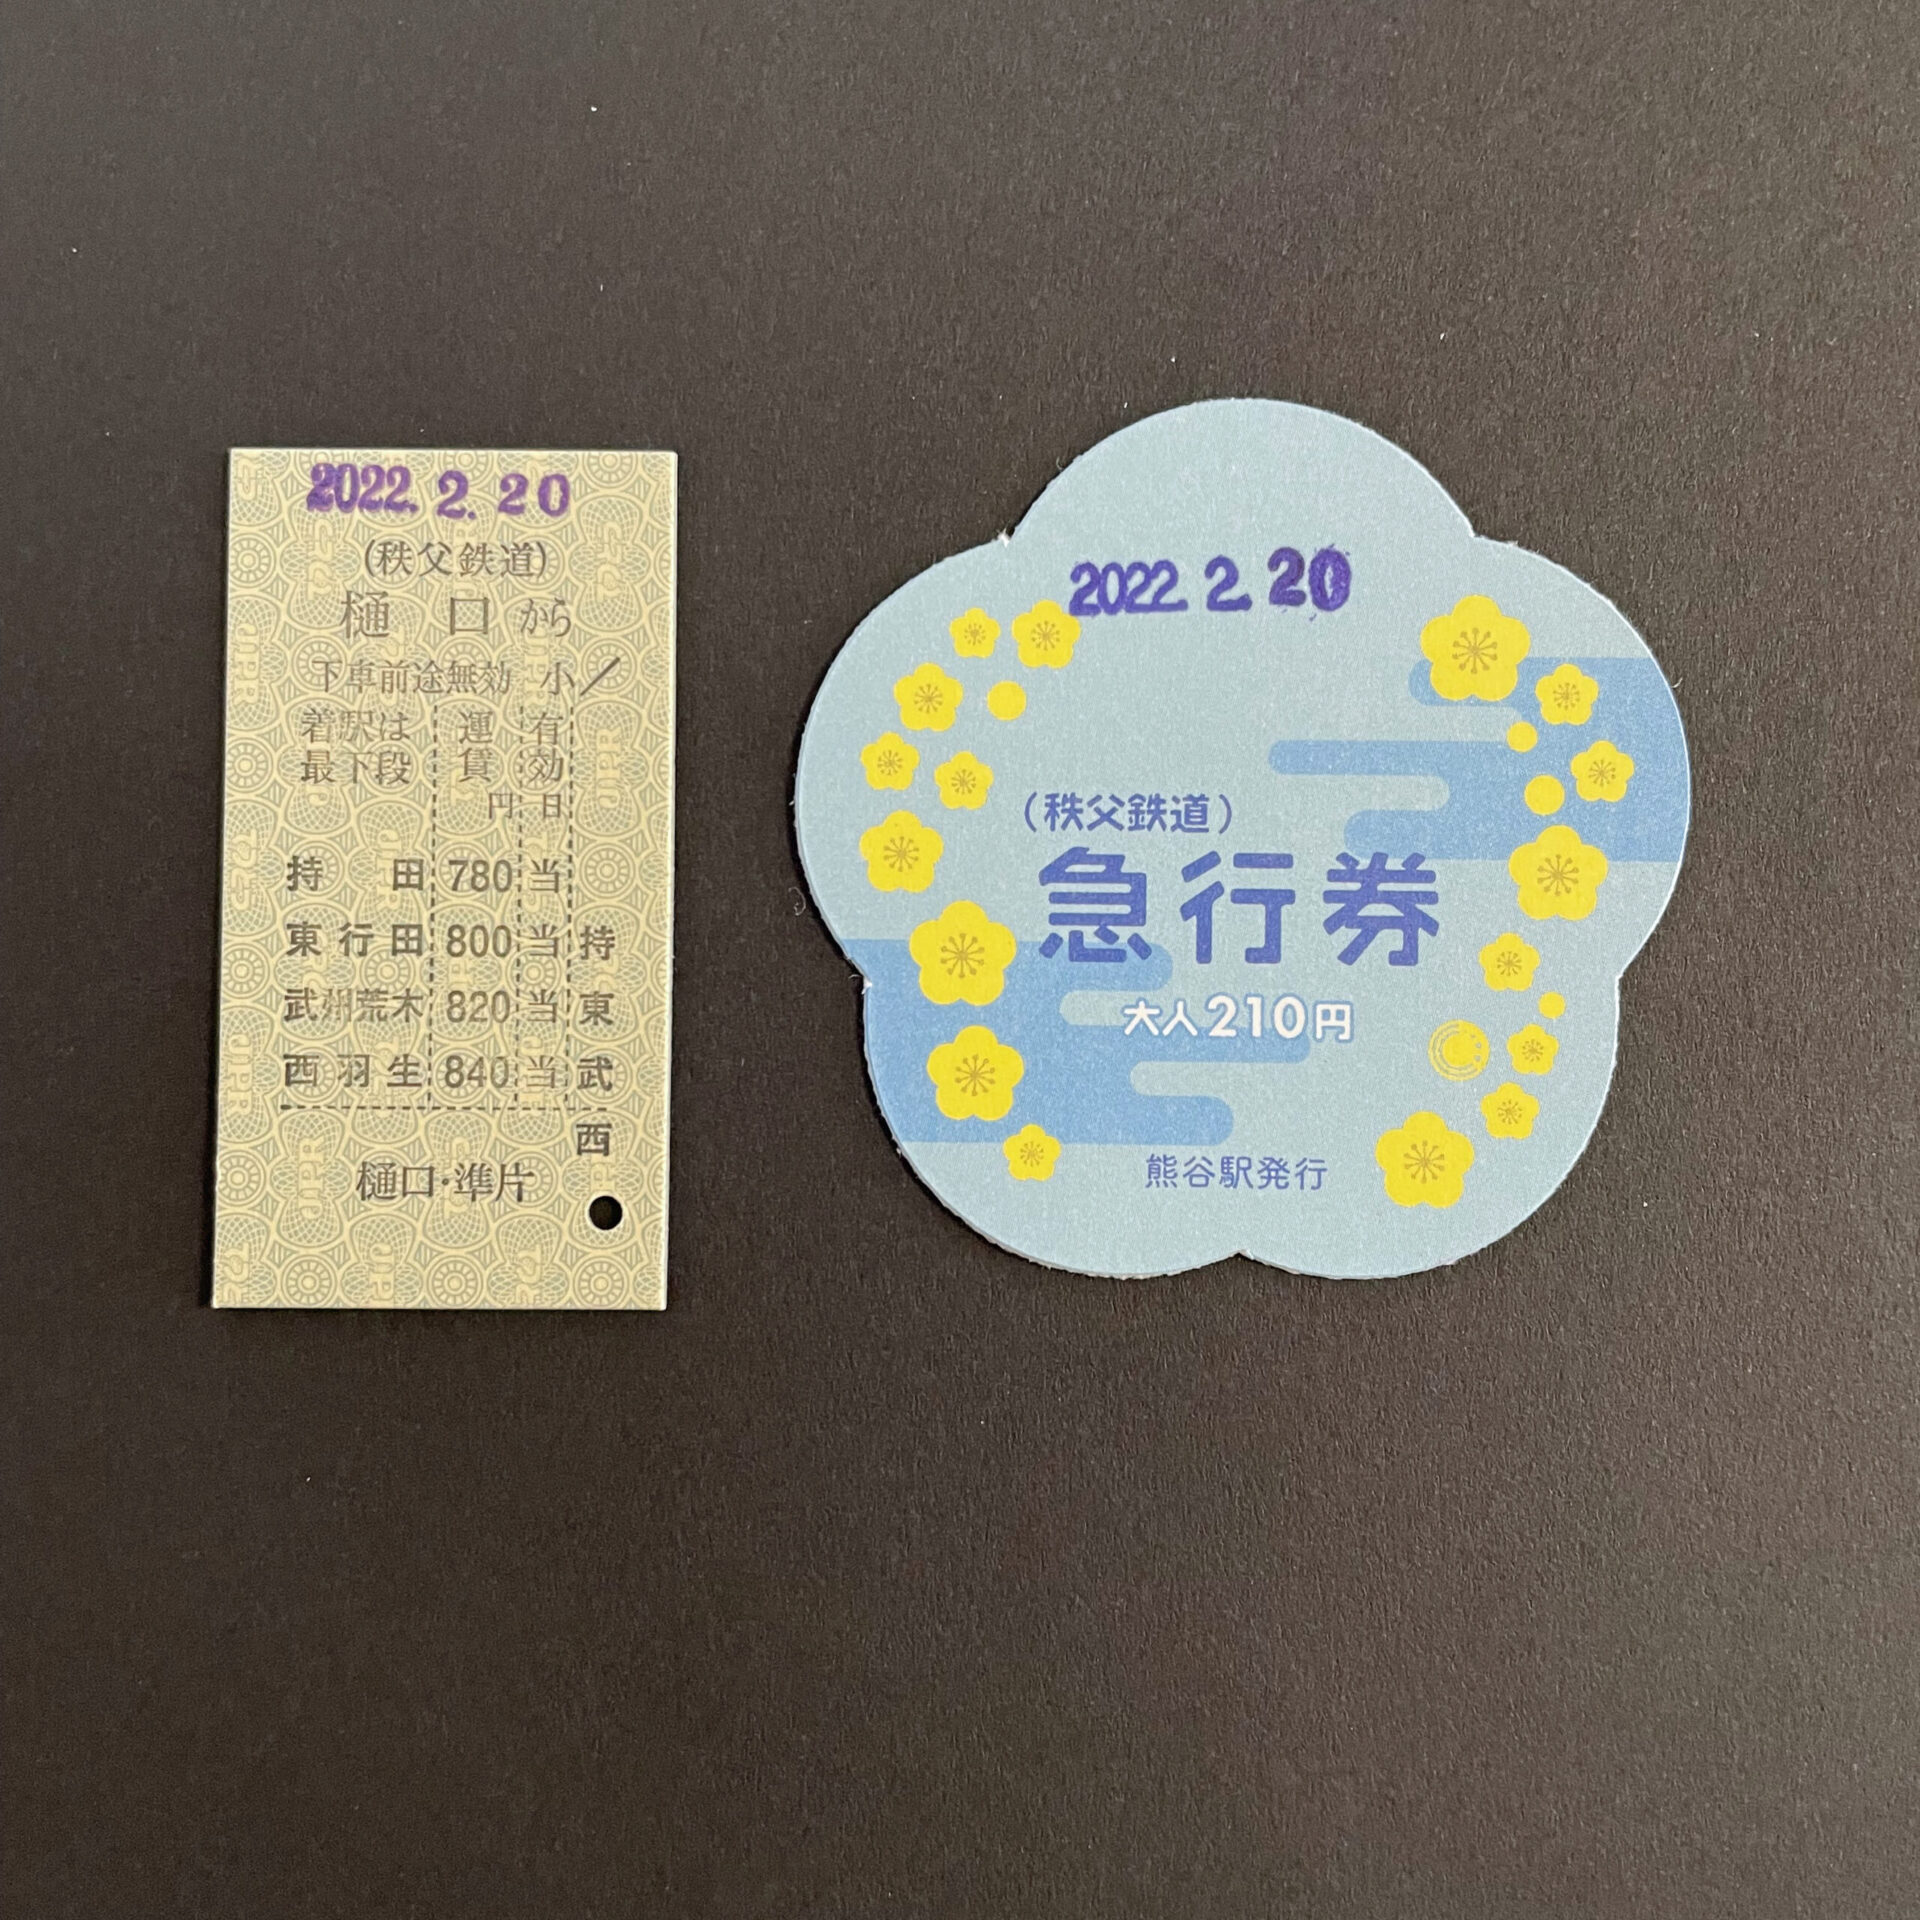 2022. 2. 20
(秩父鉄道)
樋 口 から
下車前途無効 小
着駅は 運 有
最下段 賃 効
円 日
持 田 780 当
東行田 800 当 持
武州荒木 820 当 東
西羽生 840 当 武
西
樋口・準片
2022. 2. 20
(秩父鉄道)
急行券
大人210円
熊谷駅発行